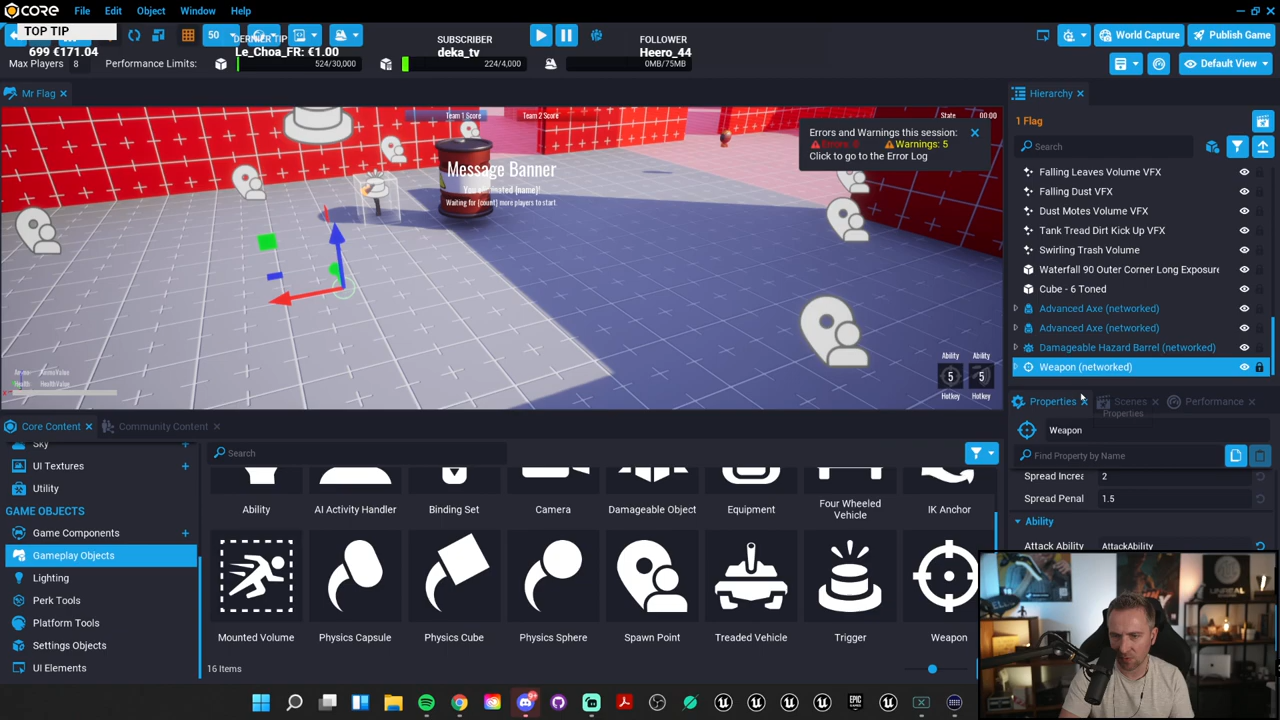 CORE
File
Edit
Object
Window
Help
TOP TIP
699 €171.04
50
Le_Choa_FR: €1.00
SUBSCRIBER
deka_tv
FOLLOWER
Heero_44
World Capture
Publish Game
Max Players 8
Performance Limits:
524/30,000
224/4,000
0MB/75MB
Default View
Mr Flag
Hierarchy
Team 1 Score
Team 2 Score
State
00:00
Errors and Warnings this session:
Warnings: 5
Click to go to the Error Log
Message Banner
You eliminated {name}!
Waiting for {count} more players to start.
Ability
5
Hotkey
Ability
5
Hotkey
1 Flag
Search
Falling Leaves Volume VFX
Falling Dust VFX
Dust Motes Volume VFX
Tank Tread Dirt Kick Up VFX
Swirling Trash Volume
Waterfall 90 Outer Corner Long Exposure
Cube - 6 Toned
Advanced Axe (networked)
Advanced Axe (networked)
Damageable Hazard Barrel (networked)
Weapon (networked)
Properties
Scenes
Performance
Properties
Weapon
Find Property by Name
Spread Increa
2
Spread Penal
1.5
Ability
Attack Ability
AttackAbility
Core Content
Community Content
Sky
UI Textures
Utility
GAME OBJECTS
Game Components
Gameplay Objects
Lighting
Perk Tools
Platform Tools
Settings Objects
UI Elements
Search
Ability
AI Activity Handler
Binding Set
Camera
Damageable Object
Equipment
Four Wheeled
Vehicle
IK Anchor
Mounted Volume
Physics Capsule
Physics Cube
Physics Sphere
Spawn Point
Treaded Vehicle
Trigger
Weapon
16 Items